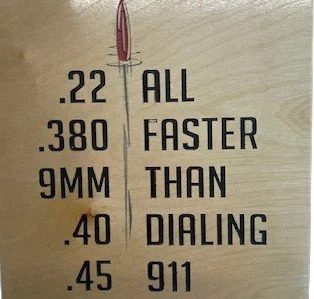 .22 ALL
.380 FASTER
9MM THAN
.40 DIALING
.45 911